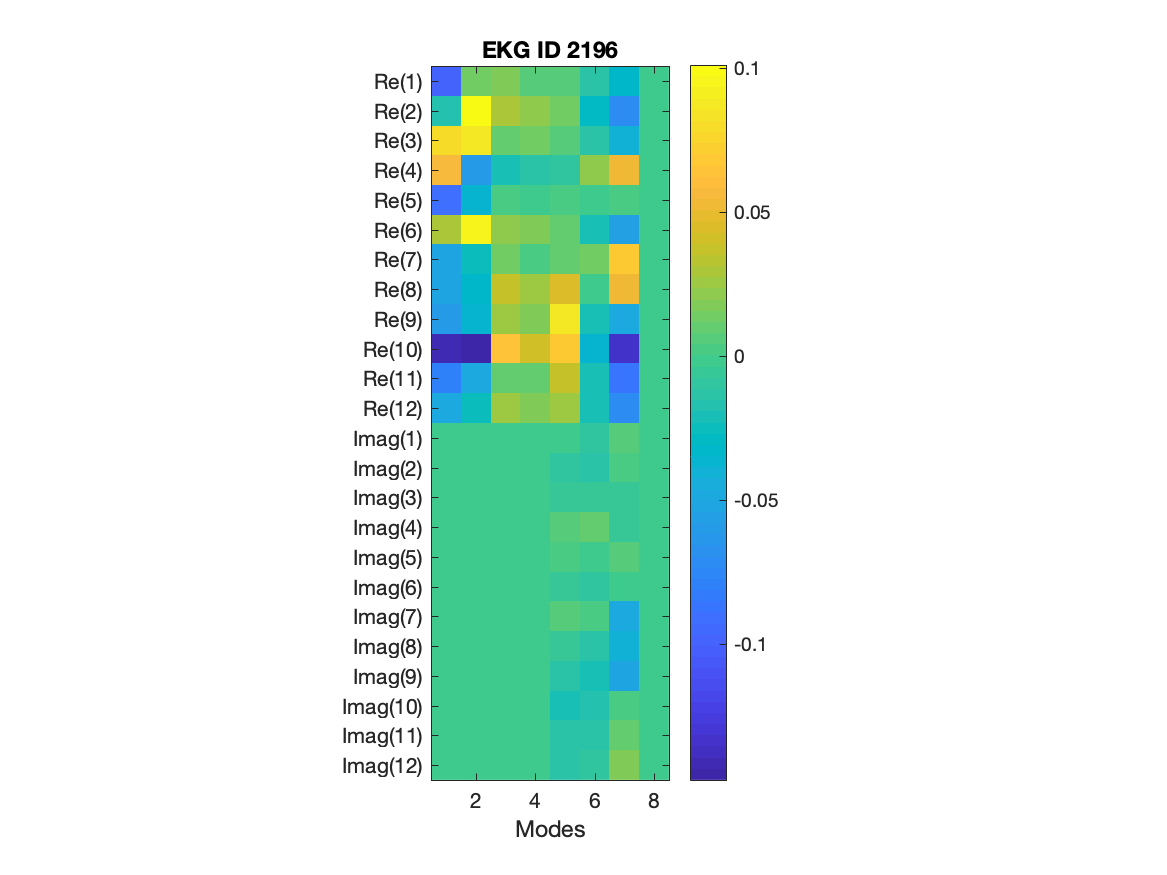 EKG ID 2196
Re(1)
Re(2)
Re(3)
Re(4)
Re(5)
Re(6)
Re(7)
Re(8)
Re(9)
Re(10)
Re(11)
Re(12)
Imag(1)
Imag(2)
Imag(3)
Imag(4)
Imag(5)
Imag(6)
Imag(7)
Imag(8)
Imag(9)
Imag(10)
Imag(11)
Imag(12)
2 4 6 8
Modes
0.1
0.05
0
-0.05
-0.1